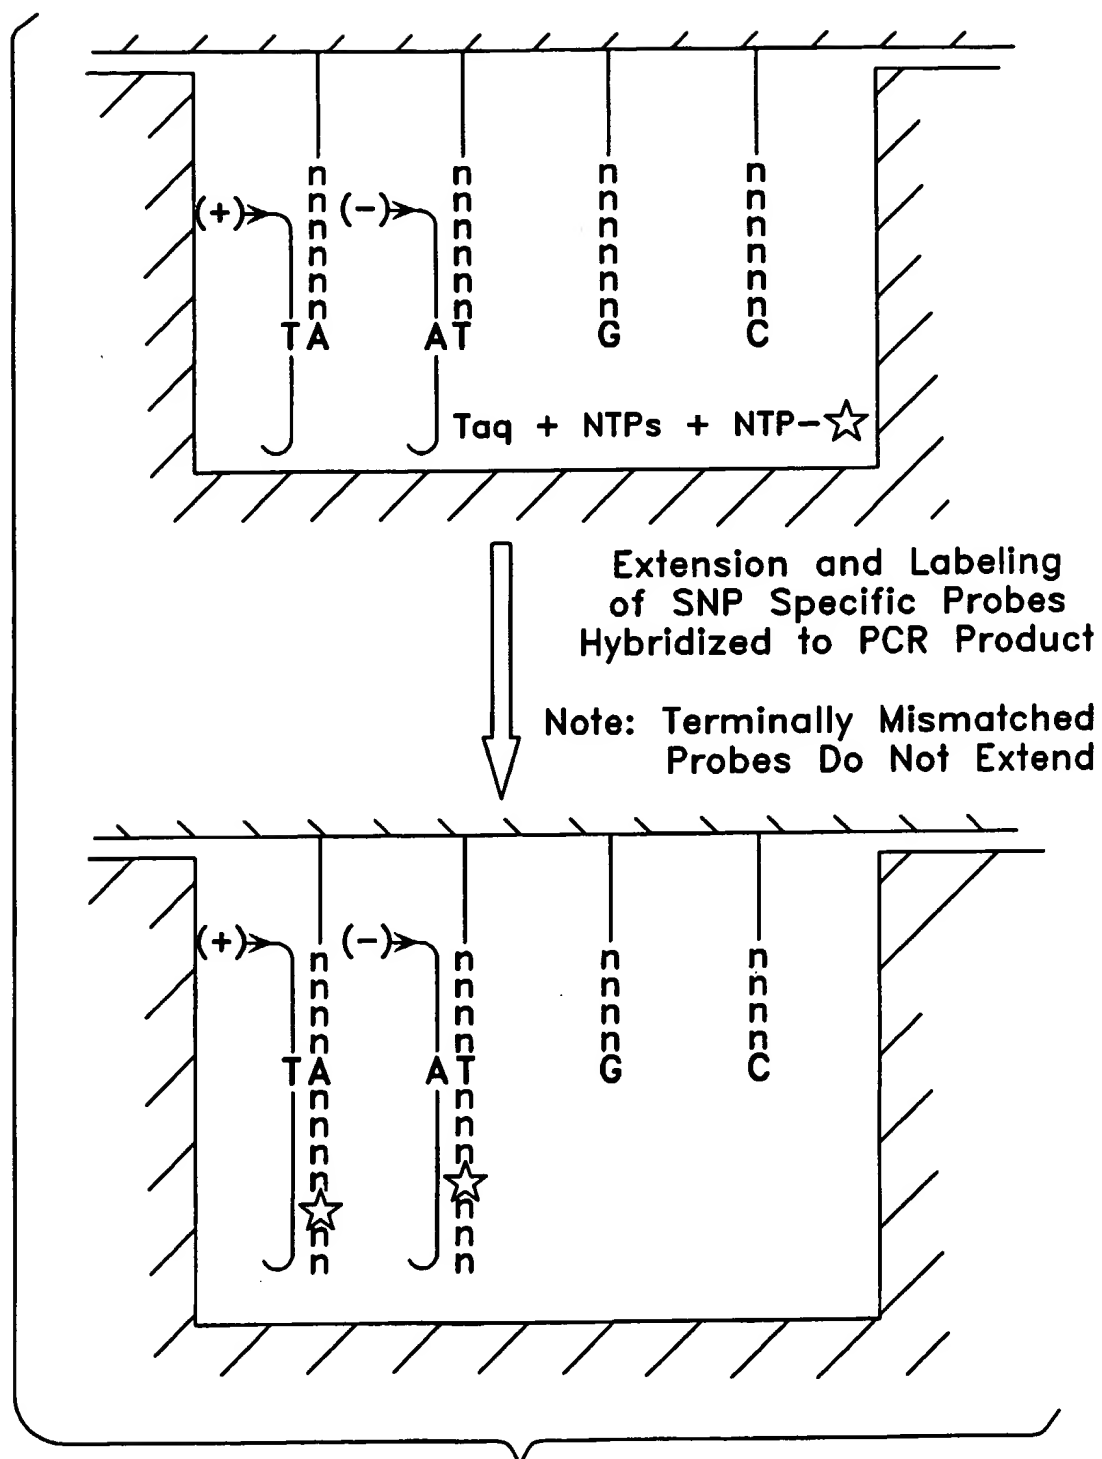 n n n n
n n n n
(+) n (-) n n n
n n n n
n n n n
n n n n
TA AT G C
Taq + NTPs + NTP-☆
Extension and Labeling
of SNP Specific Probes
Hybridized to PCR Product
Note: Terminally Mismatched
Probes Do Not Extend
(+) n (-) n n n
n n n n
n n n n
n n n n
TA AT G C
n n
n n
n n
n ☆
☆ n
n n
n n